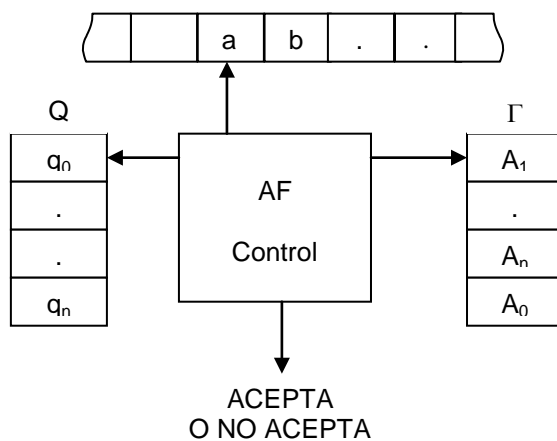 a b . .
Q Γ
q₀ AF A₁
. .
Control
. Aₙ
qₙ A₀
ACEPTA
O NO ACEPTA